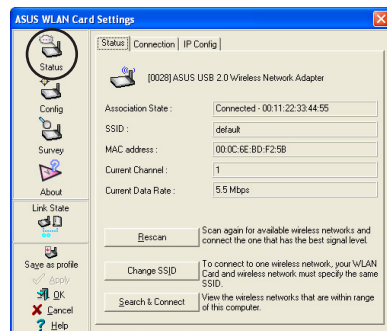 ASUS WLAN Card Settings
Status
Config
Survey
About
Link State
Save as profile
Apply
OK
Cancel
Help
Status Connection IP Config
[0028] ASUS USB 2.0 Wireless Network Adapter
Association State : Connected - 00:11:22:33:44:55
SSID : default
MAC address : 00:0C:6E:BD:F2:5B
Current Channel : 1
Current Data Rate : 5.5 Mbps
Rescan
Scan again for available wireless networks and
connect the one that has the best signal level.
Change SSID
To connect to one wireless network, your WLAN
Card and wireless network must specify the same
SSID.
Search & Connect
View the wireless networks that are within range
of this computer.